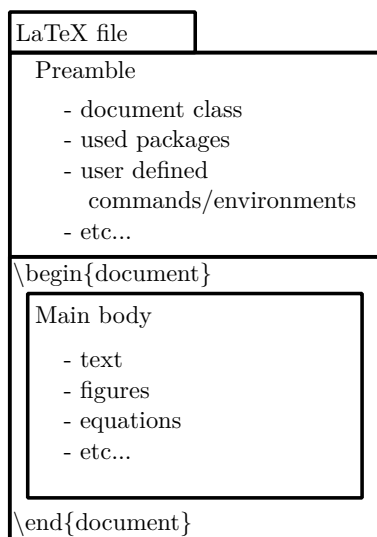 LaTeX file
Preamble
- document class
- used packages
- user defined
commands/environments
- etc...
\begin{document}
Main body
- text
- figures
- equations
- etc...
\end{document}